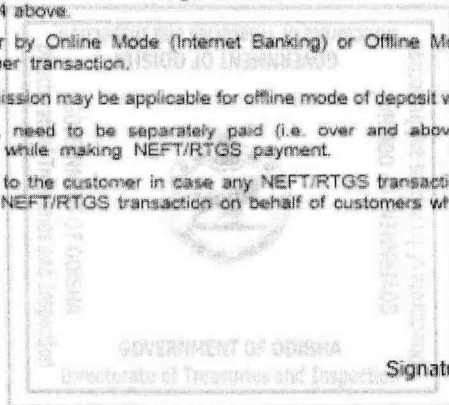 4 above.
r by Online Mode (Internet Banking) or Offline Mo
er transaction.
ission may be applicable for offline mode of deposit w
need to be separately paid (i.e. over and above
while making NEFT/RTGS payment.
to the customer in case any NEFT/RTGS transacti
NEFT/RTGS transaction on behalf of customers wh
GOVERNMENT OF ODISHA
Directorate of Treasuries and Inspection
Signatu